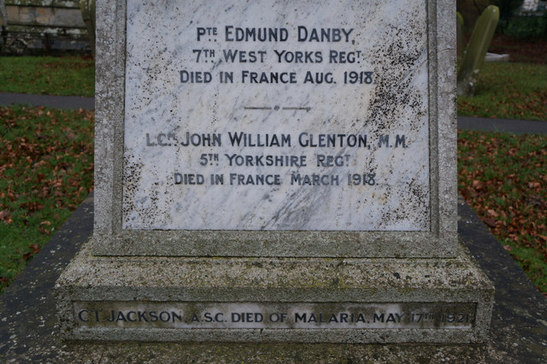 PTE EDMUND DANBY,
7TH WEST YORKS REGT
DIED IN FRANCE AUG. 1918.
JOHN WILLIAM GLENTON, M.M.
5TH YORKSHIRE REGT
DIED IN FRANCE MARCH 1918.
JACKSON. A.S.C. DIED OF MALARIA, MAY 17TH 1921